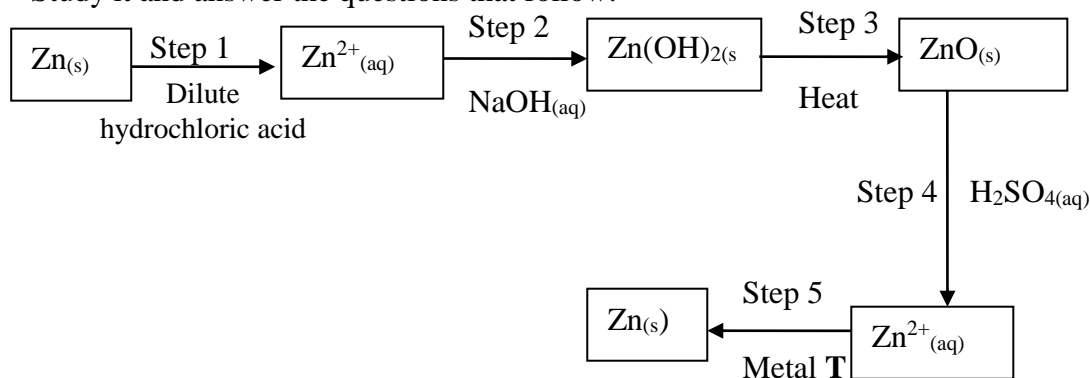 Study it and answer the questions that follow.
Zn(s)
Step 1
Dilute
hydrochloric acid
Zn²⁺(aq)
Step 2
NaOH(aq)
Zn(OH)₂(s
Step 3
Heat
ZnO(s)
Step 4
H₂SO₄(aq)
Zn²⁺(aq)
Step 5
Metal T
Zn(s)